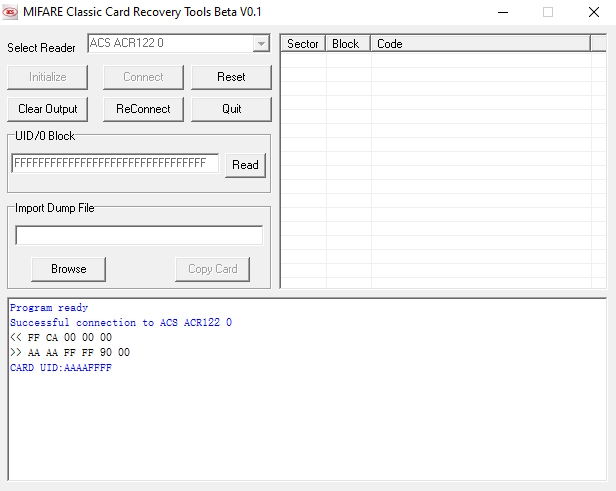 MIFARE Classic Card Recovery Tools Beta V0.1
Select Reader ACS ACR122 0
Initialize Connect Reset
Clear Output ReConnect Quit
UID/0 Block
FFFFFFFFFFFFFFFFFFFFFFFFFFFFFFFF Read
Import Dump File
Browse Copy Card
Sector Block Code
Program ready
Successful connection to ACS ACR122 0
<< FF CA 00 00 00
>> AA AA FF FF 90 00
CARD UID:AAAAFFFF